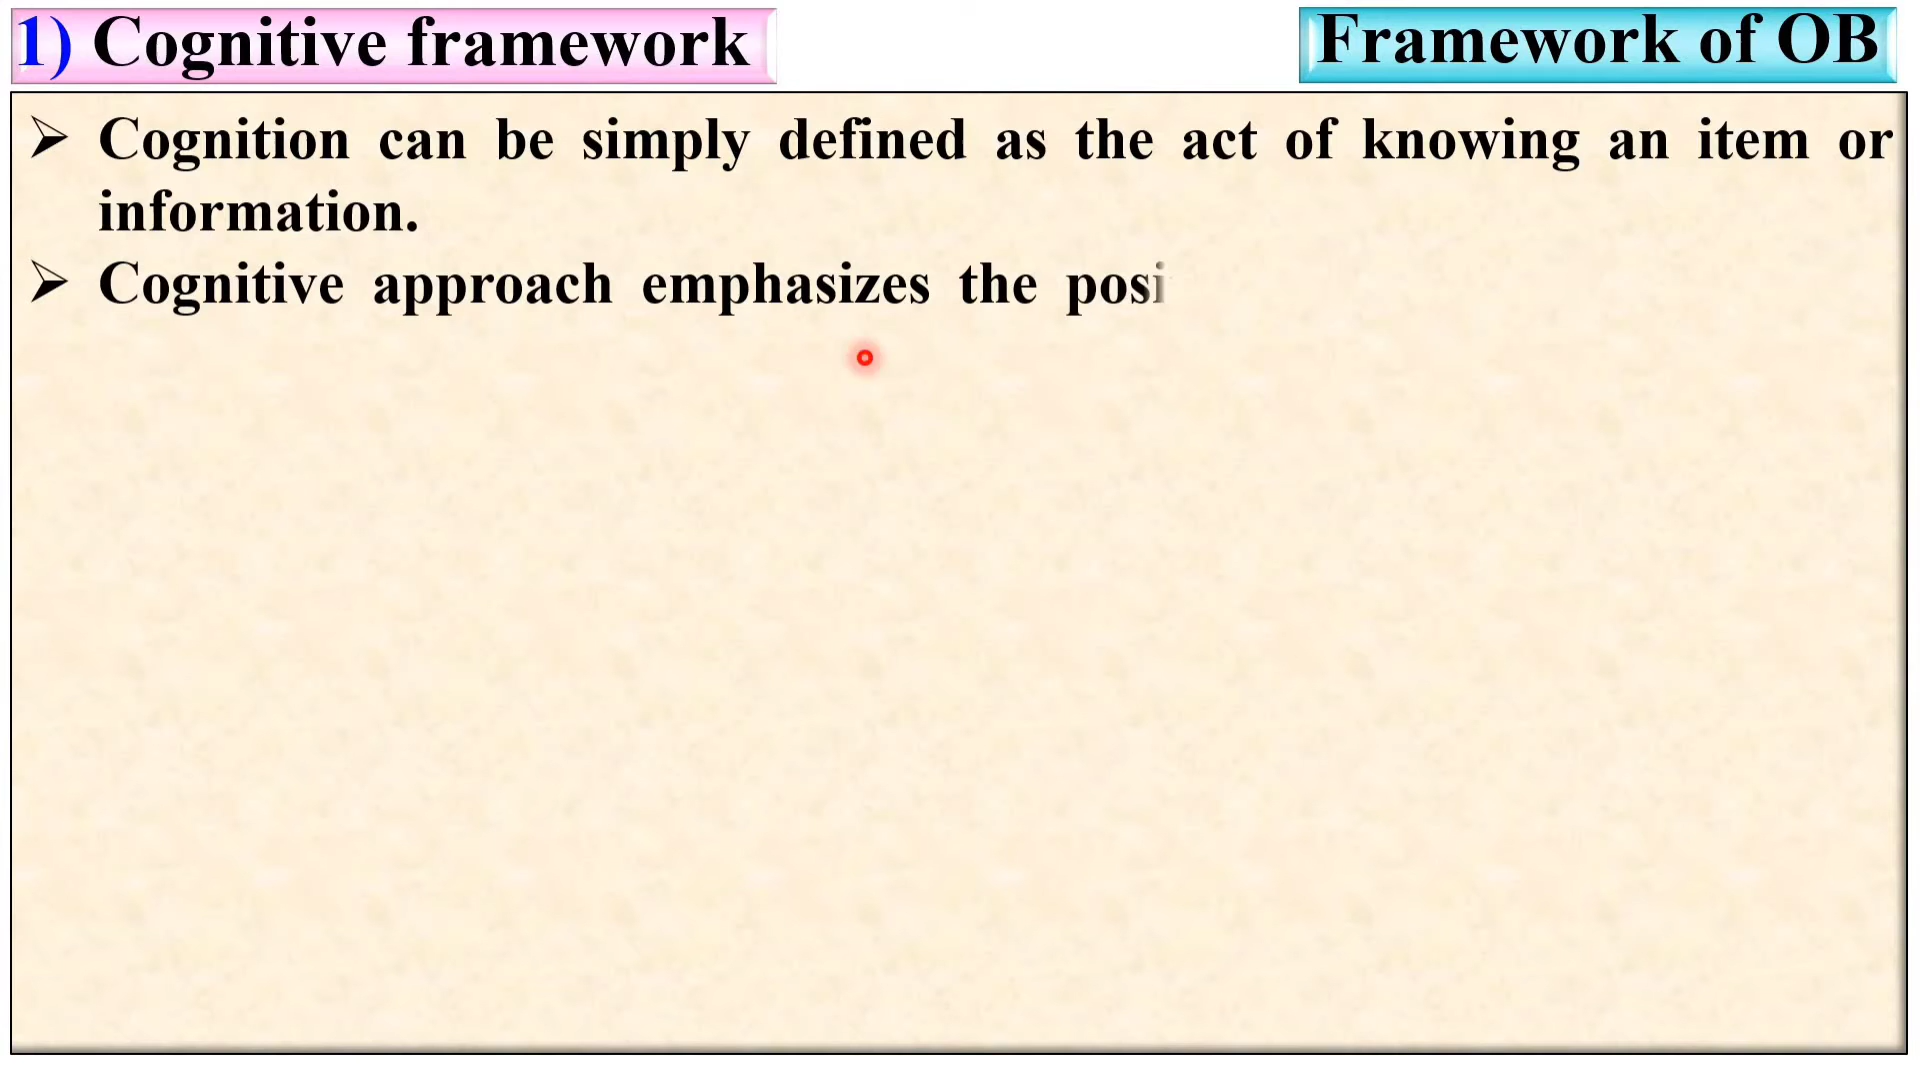 1) Cognitive framework
Framework of OB
Cognition can be simply defined as the act of knowing an item or
information.
Cognitive approach emphasizes the